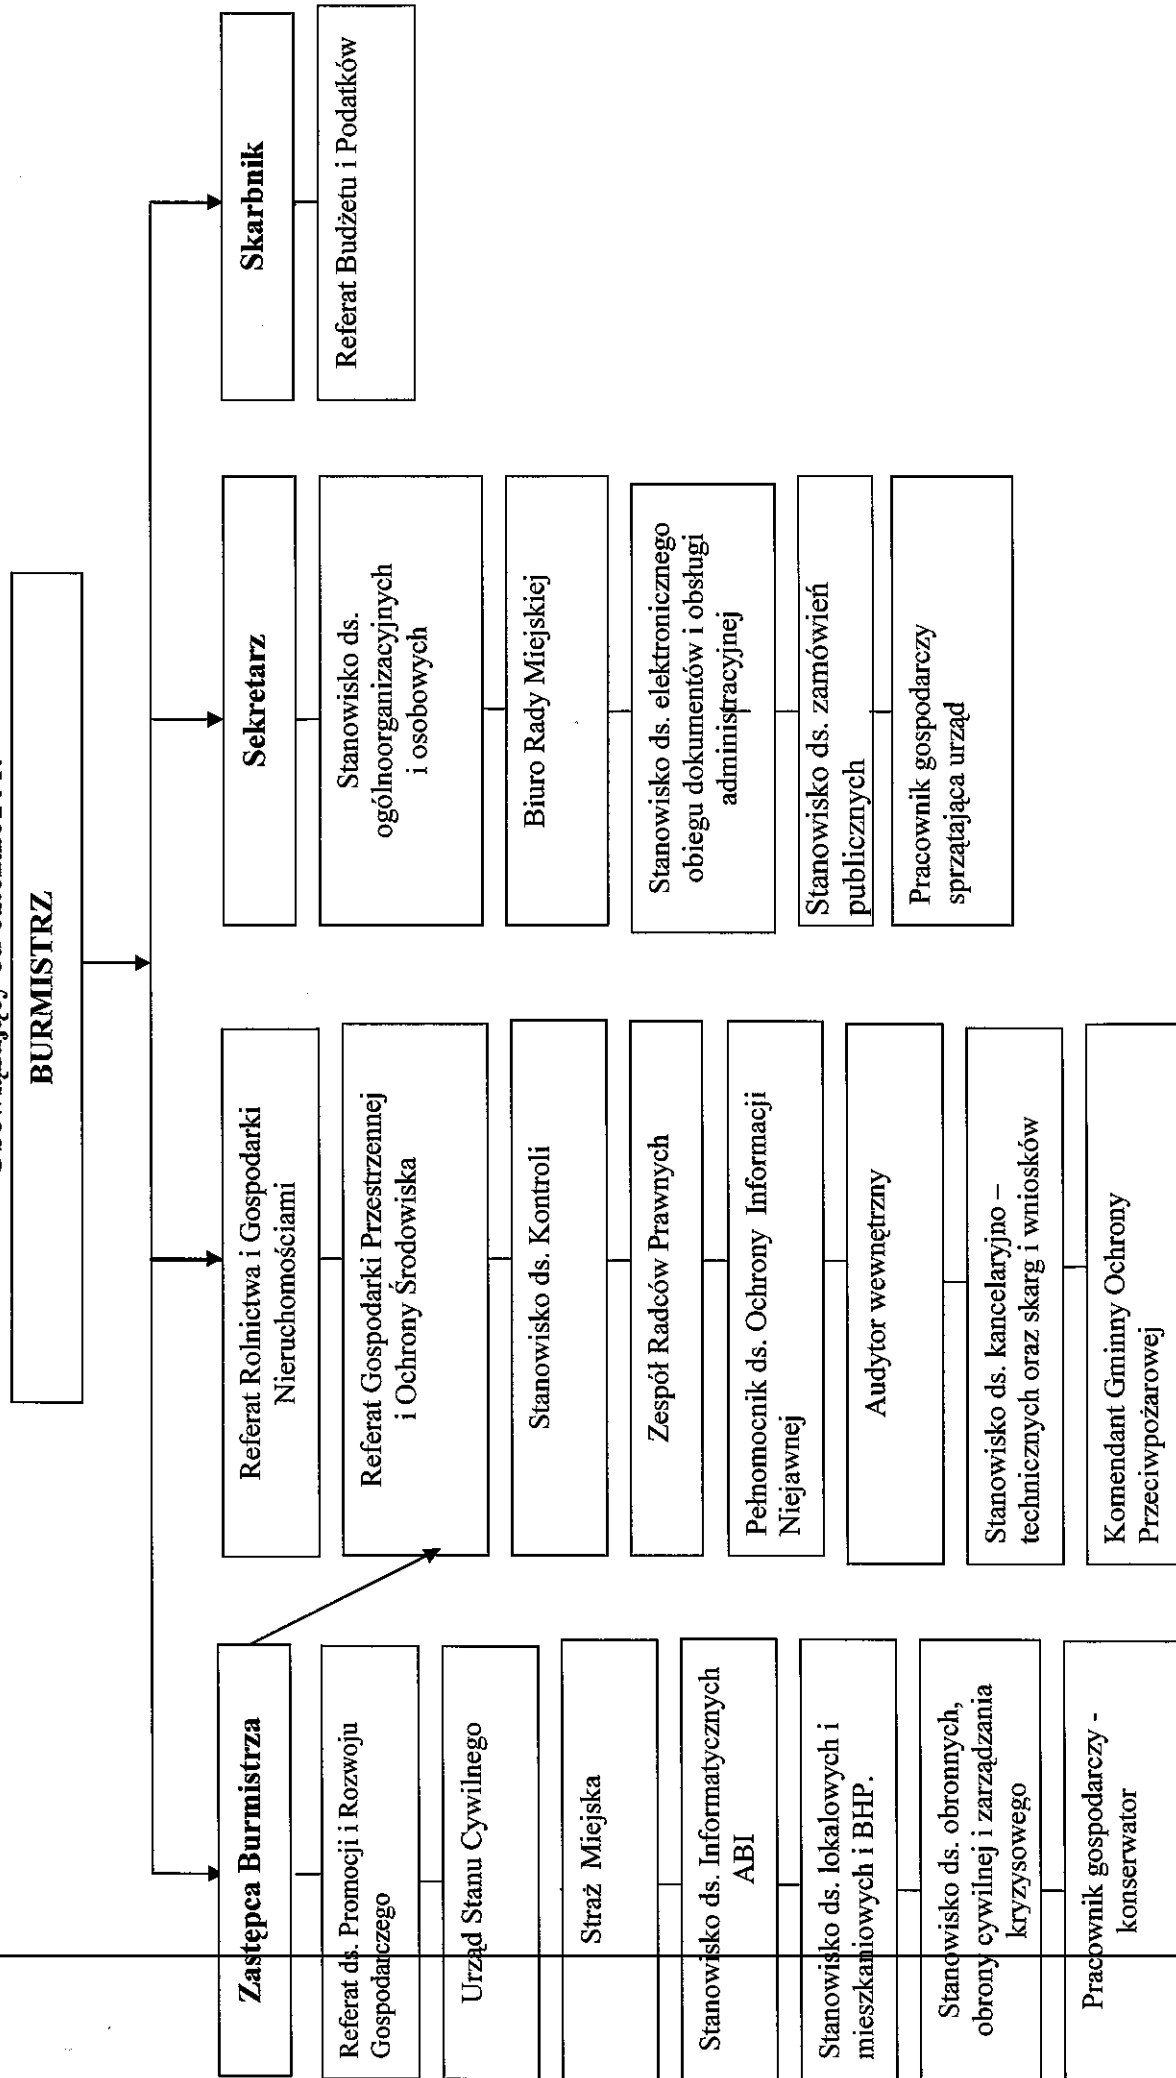 BURMISTRZ
Zastępca Burmistrza
Referat ds. Promocji i Rozwoju
Gospodarczego
Urząd Stanu Cywilnego
Straż Miejska
Stanowisko ds. Informatycznych
ABI
Stanowisko ds. lokalowych i
mieszkaniowych i BHP.
Stanowisko ds. obronnych,
obrony cywilnej i zarządzania
kryzysowego
Pracownik gospodarczy -
konserwator
Referat Rolnictwa i Gospodarki
Nieruchomościami
Referat Gospodarki Przestrzennej
i Ochrony Środowiska
Stanowisko ds. Kontroli
Zespół Radców Prawnych
Pełnomocnik ds. Ochrony Informacji
Niejawnej
Audytor wewnętrzny
Stanowisko ds. kancelaryjno –
technicznych oraz skarg i wniosków
Komendant Gminny Ochrony
Przeciwpożarowej
Sekretarz
Stanowisko ds.
ogólnoorganizacyjnych
i osobowych
Biuro Rady Miejskiej
Stanowisko ds. elektronicznego
obiegu dokumentów i obsługi
administracyjnej
Stanowisko ds. zamówień
publicznych
Pracownik gospodarczy
sprzątająca urząd
Skarbnik
Referat Budżetu i Podatków